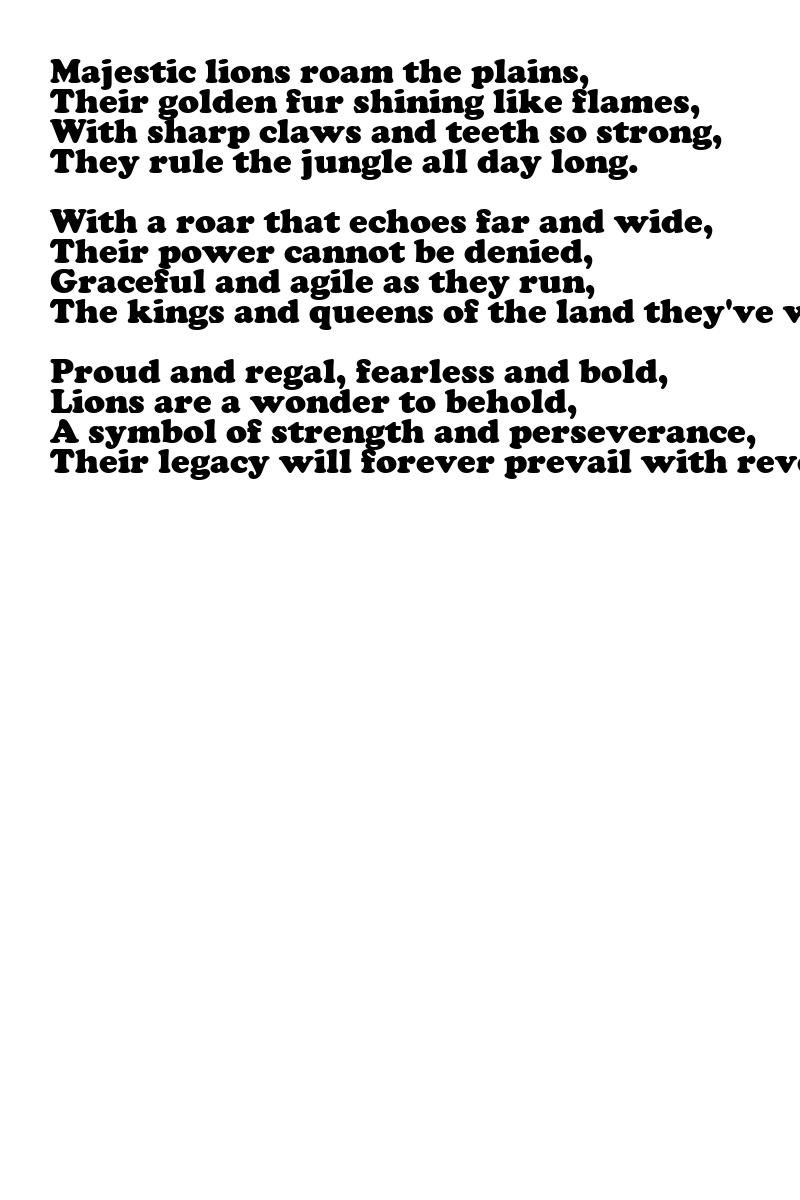 Majestic lions roam the plains,
Their golden fur shining like flames,
With sharp claws and teeth so strong,
They rule the jungle all day long.

With a roar that echoes far and wide,
Their power cannot be denied,
Graceful and agile as they run,
The kings and queens of the land they've

Proud and regal, fearless and bold,
Lions are a wonder to behold,
A symbol of strength and perseverance,
Their legacy will forever prevail with